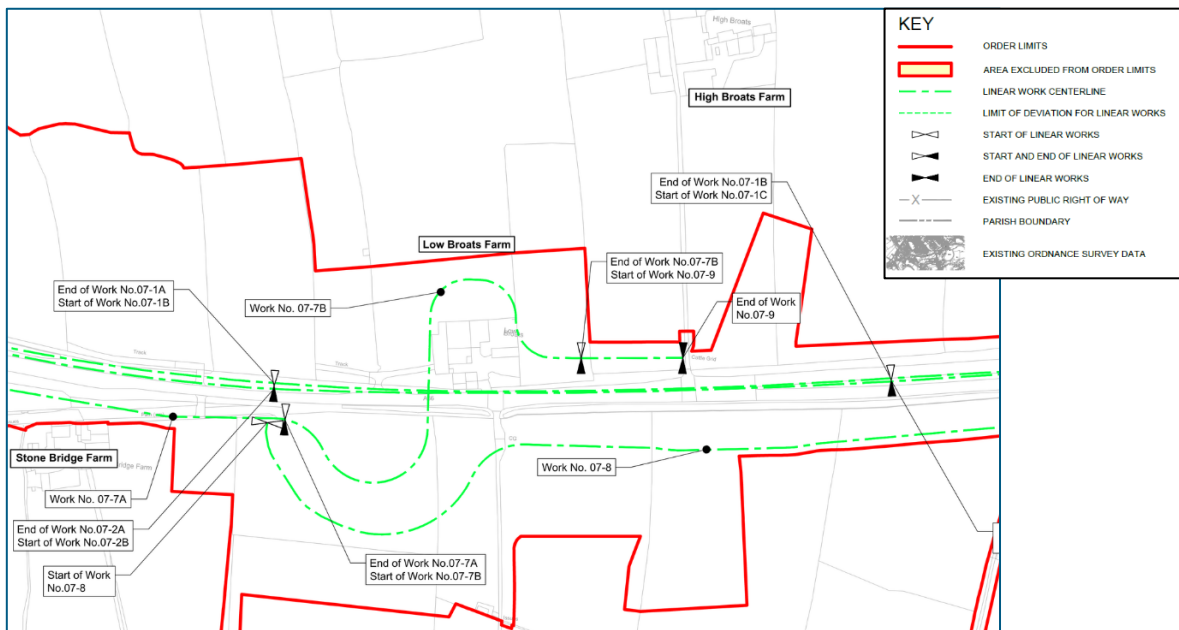 High Broats
High Broats Farm
End of Work No.07-1B
Start of Work No.07-1C
Low Broats Farm
End of Work No.07-7B
Start of Work No.07-9
End of Work No.07-1A
Start of Work No.07-1B
Work No. 07-7B
End of Work
No.07-9
Track
Track
Cattle Grid
CG
Stone Bridge Farm
Work No. 07-8
Work No. 07-7A
End of Work No.07-2A
Start of Work No.07-2B
Start of Work
No.07-8
End of Work No.07-7A
Start of Work No.07-7B
KEY
ORDER LIMITS
AREA EXCLUDED FROM ORDER LIMITS
LINEAR WORK CENTERLINE
LIMIT OF DEVIATION FOR LINEAR WORKS
START OF LINEAR WORKS
START AND END OF LINEAR WORKS
END OF LINEAR WORKS
EXISTING PUBLIC RIGHT OF WAY
PARISH BOUNDARY
EXISTING ORDNANCE SURVEY DATA